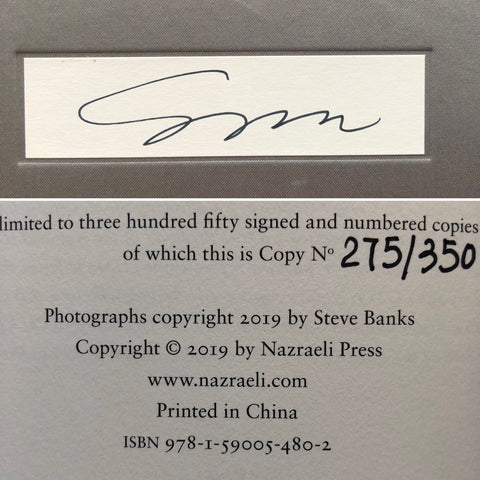 limited to three hundred fifty signed and numbered copies
of which this is Copy Nº 275/350
Photographs copyright 2019 by Steve Banks
Copyright © 2019 by Nazraeli Press
www.nazraeli.com
Printed in China
ISBN 978-1-59005-480-2